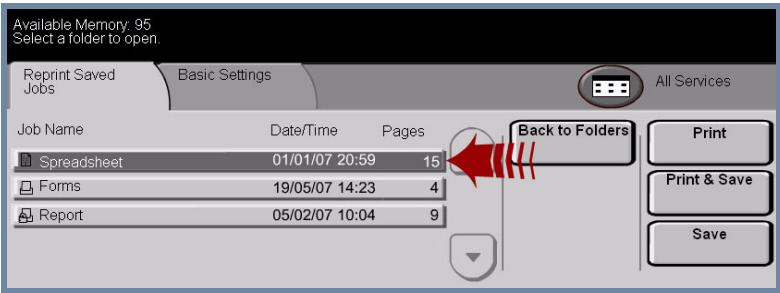 Available Memory: 95
Select a folder to open.
Reprint Saved
Jobs
Basic Settings
All Services
Job Name Date/Time Pages
Spreadsheet 01/01/07 20:59 15
Forms 19/05/07 14:23 4
Report 05/02/07 10:04 9
Back to Folders
Print
Print & Save
Save